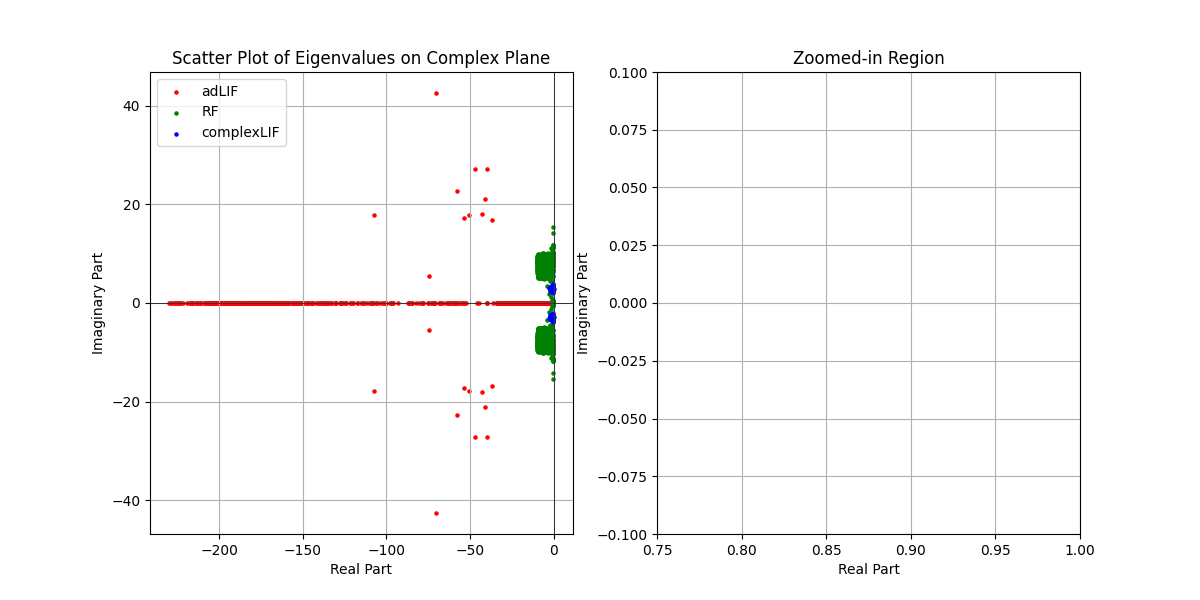 Scatter Plot of Eigenvalues on Complex Plane
adLIF
RF
complexLIF
40
20
0
−20
−40
Imaginary Part
−200
−150
−100
−50
0
Real Part
Zoomed-in Region
0.100
0.075
0.050
0.025
0.000
−0.025
−0.050
−0.075
−0.100
Imaginary Part
0.75
0.80
0.85
0.90
0.95
1.00
Real Part